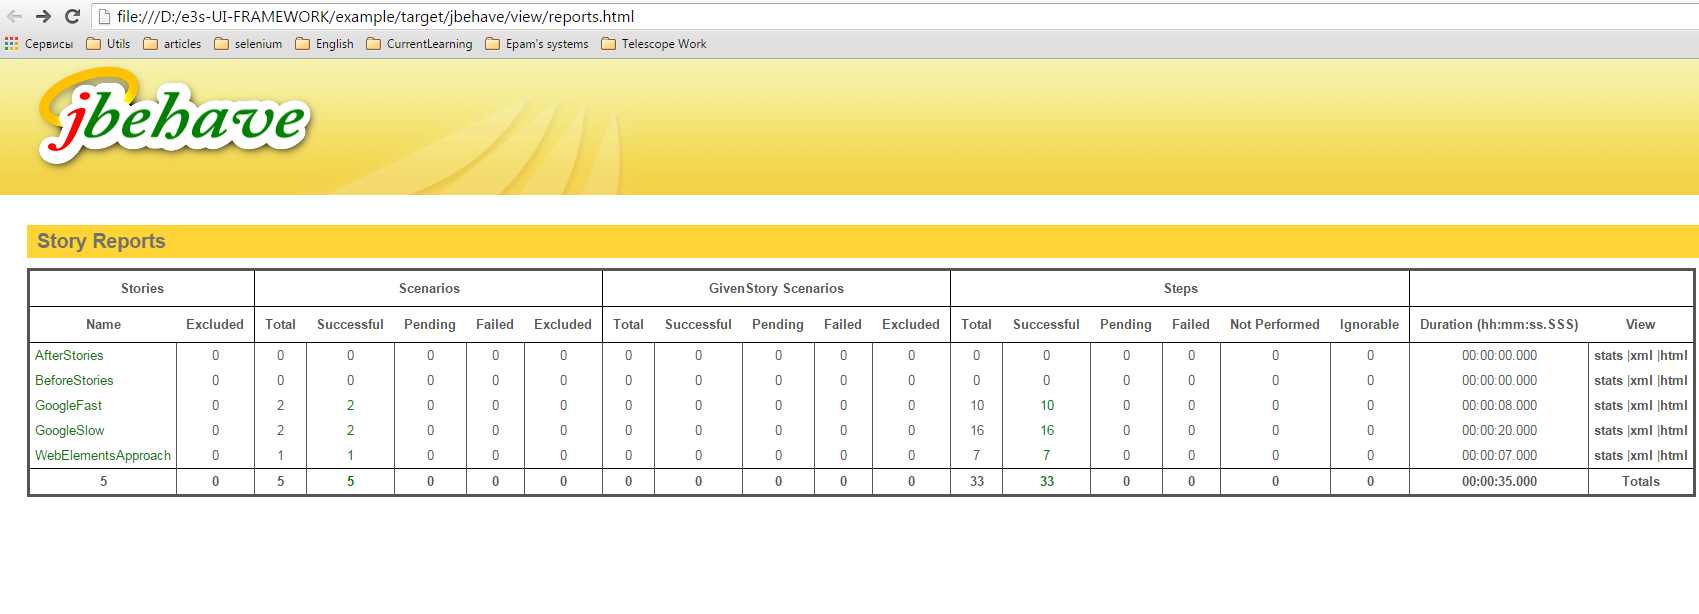 file:///D:/e3s-UI-FRAMEWORK/example/target/jbehave/view/reports.html
Сервисы Utils articles selenium English CurrentLearning Epam's systems Telescope Work
jbehave
Story Reports
Stories Scenarios GivenStory Scenarios Steps
Name Excluded Total Successful Pending Failed Excluded Total Successful Pending Failed Excluded Total Successful Pending Failed Not Performed Ignorable Duration (hh:mm:ss.SSS) View
AfterStories 0 0 0 0 0 0 0 0 0 0 0 0 0 0 0 0 0 00:00:00.000 stats |xml |html
BeforeStories 0 0 0 0 0 0 0 0 0 0 0 0 0 0 0 0 0 00:00:00.000 stats |xml |html
GoogleFast 0 2 2 0 0 0 0 0 0 0 0 10 10 0 0 0 0 00:00:08.000 stats |xml |html
GoogleSlow 0 2 2 0 0 0 0 0 0 0 0 16 16 0 0 0 0 00:00:20.000 stats |xml |html
WebElementsApproach 0 1 1 0 0 0 0 0 0 0 0 7 7 0 0 0 0 00:00:07.000 stats |xml |html
5 0 5 5 0 0 0 0 0 0 0 0 33 33 0 0 0 0 00:00:35.000 Totals